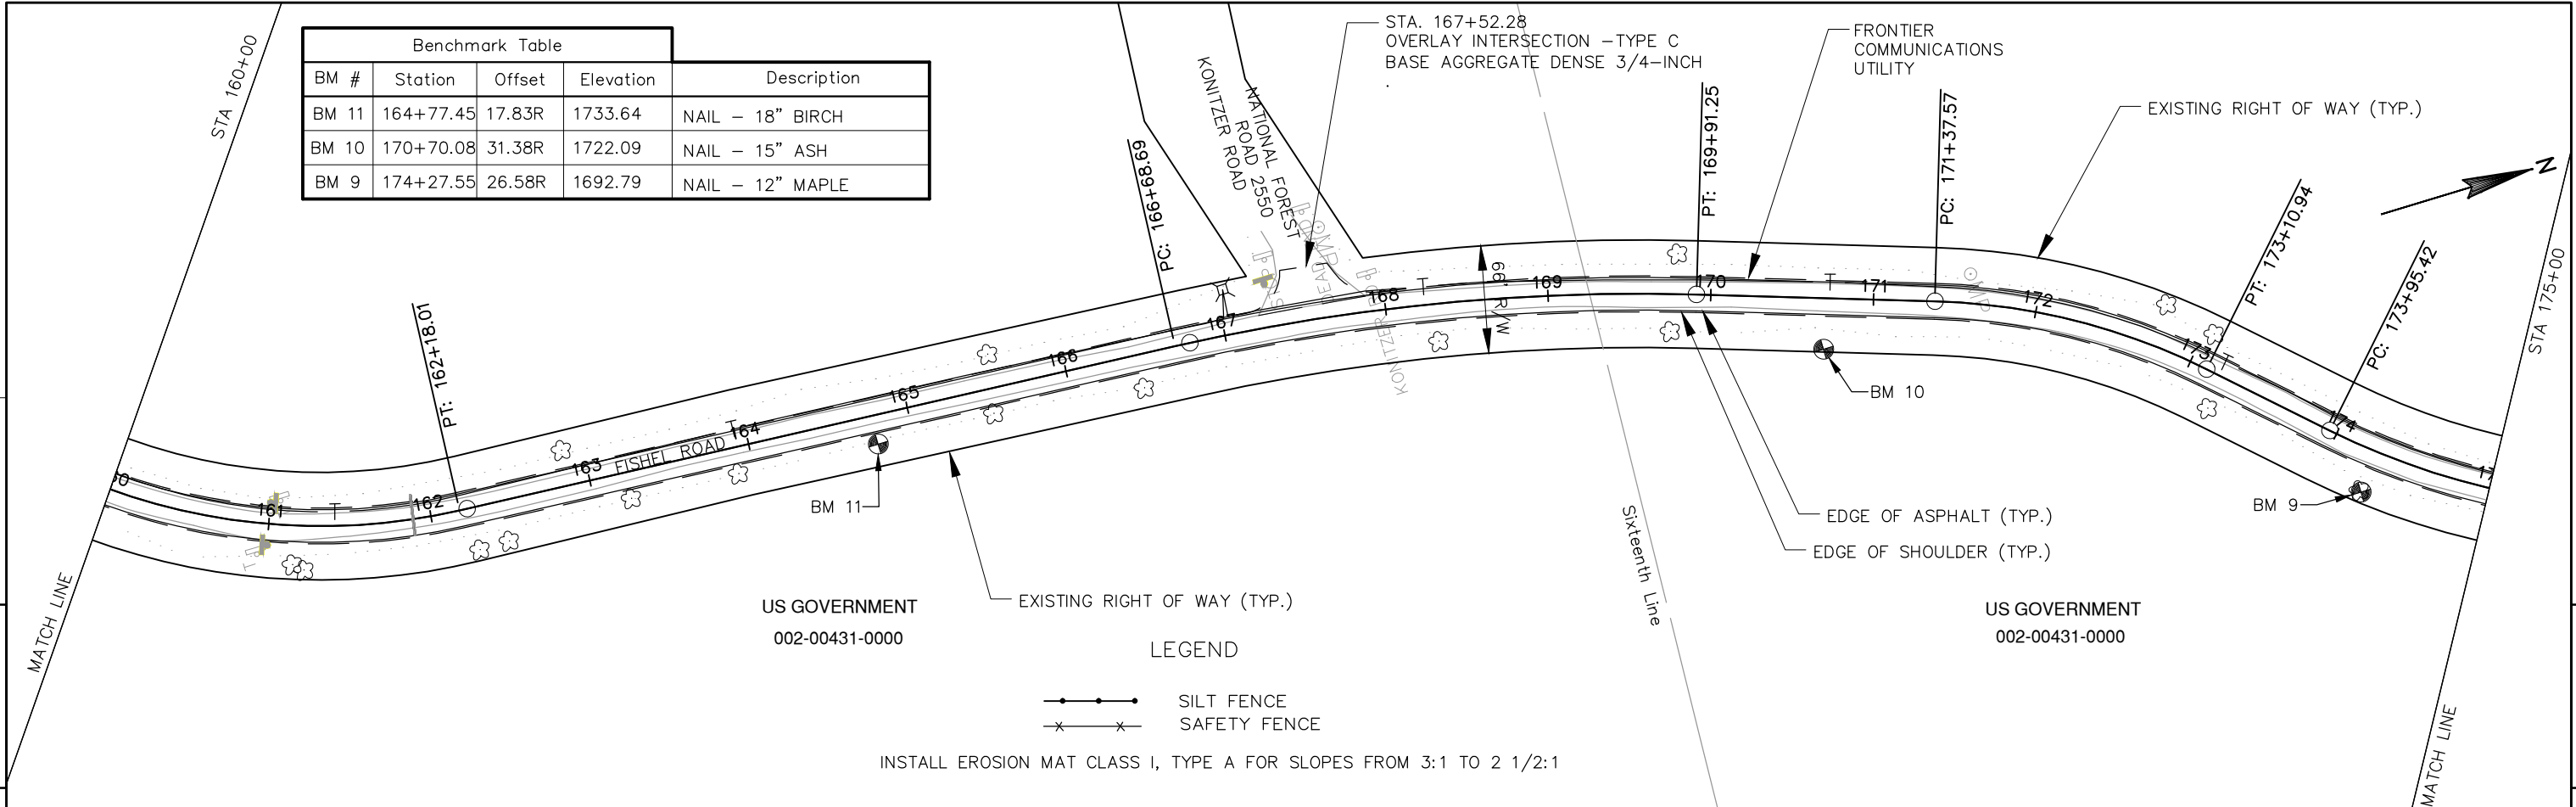 Benchmark Table
BM # Station Offset Elevation Description
BM 11 164+77.45 17.83R 1733.64 NAIL – 18" BIRCH
BM 10 170+70.08 31.38R 1722.09 NAIL – 15" ASH
BM 9 174+27.55 26.58R 1692.79 NAIL – 12" MAPLE
STA 160+00
MATCH LINE
STA. 167+52.28
OVERLAY INTERSECTION –TYPE C
BASE AGGREGATE DENSE 3/4–INCH
.
FRONTIER
COMMUNICATIONS
UTILITY
EXISTING RIGHT OF WAY (TYP.)
N
NATIONAL FOREST
ROAD 2550
KONITZER ROAD
PT: 162+18.01
PC: 166+68.69
PT: 169+91.25
PC: 171+37.57
PT: 173+10.94
PC: 173+95.42
STA 175+00
MATCH LINE
161
162
163
164
165
166
167
168
169
170
171
172
173
174
FISHEL ROAD
66' R/W
KONITZER
T
T
T
T
T
T
BM 11
BM 10
BM 9
EDGE OF ASPHALT (TYP.)
EDGE OF SHOULDER (TYP.)
Sixteenth Line
EXISTING RIGHT OF WAY (TYP.)
US GOVERNMENT
002-00431-0000
US GOVERNMENT
002-00431-0000
LEGEND
SILT FENCE
SAFETY FENCE
INSTALL EROSION MAT CLASS I, TYPE A FOR SLOPES FROM 3:1 TO 2 1/2:1